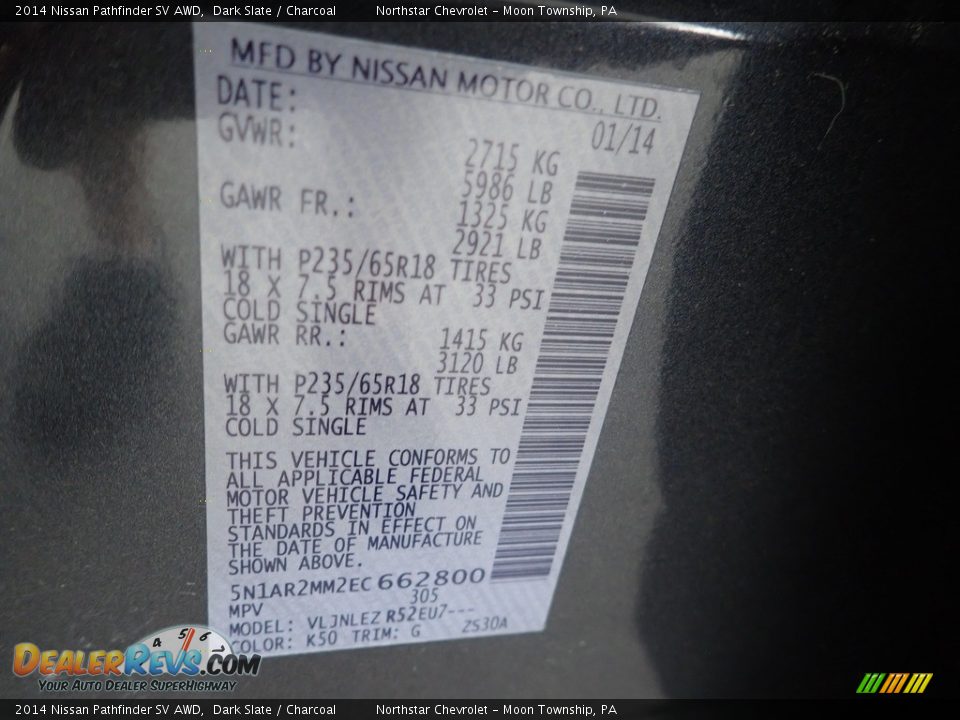 2014 Nissan Pathfinder SV AWD,  Dark Slate / Charcoal  Northstar Chevrolet - Moon Township, PA
MFD BY NISSAN MOTOR CO., LTD.
DATE: 01/14
GVWR: 2715 KG
5986 LB
GAWR FR.: 1325 KG
2921 LB
WITH P235/65R18 TIRES
18 X 7.5 RIMS AT 33 PSI
COLD SINGLE
GAWR RR.: 1415 KG
3120 LB
WITH P235/65R18 TIRES
18 X 7.5 RIMS AT 33 PSI
COLD SINGLE
THIS VEHICLE CONFORMS TO
ALL APPLICABLE FEDERAL
MOTOR VEHICLE SAFETY AND
THEFT PREVENTION
STANDARDS IN EFFECT ON
THE DATE OF MANUFACTURE
SHOWN ABOVE.
5N1AR2MM2EC662800
MPV 305
MODEL: VLJNLEZ R52EU7---
COLOR: K50 TRIM: G ZS30A
4 5 6 7
DEALERREVS.COM
YOUR AUTO DEALER SUPERHIGHWAY
2014 Nissan Pathfinder SV AWD,  Dark Slate / Charcoal  Northstar Chevrolet - Moon Township, PA